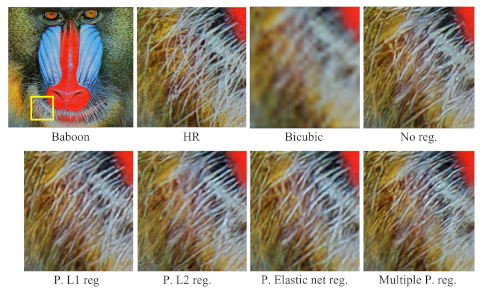 Baboon
HR
Bicubic
No reg.
P. L1 reg
P. L2 reg.
P. Elastic net reg.
Multiple P. reg.